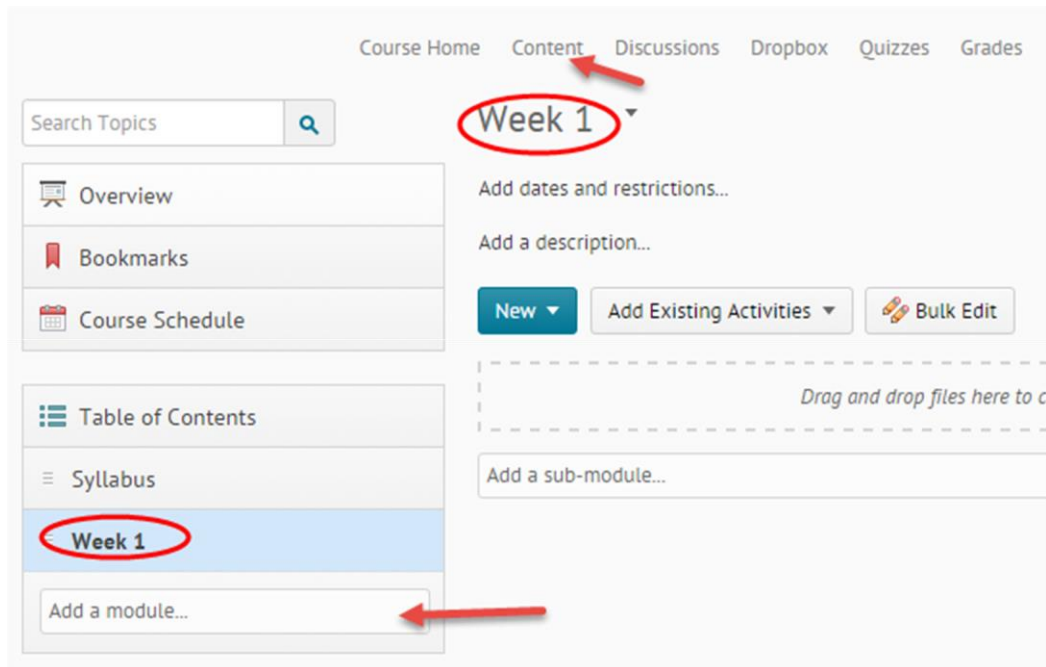 Course Home Content Discussions Dropbox Quizzes Grades
Search Topics
Overview
Bookmarks
Course Schedule
Table of Contents
Syllabus
Week 1
Add a module...
Week 1
Add dates and restrictions...
Add a description...
New Add Existing Activities Bulk Edit
Drag and drop files here to c
Add a sub-module...